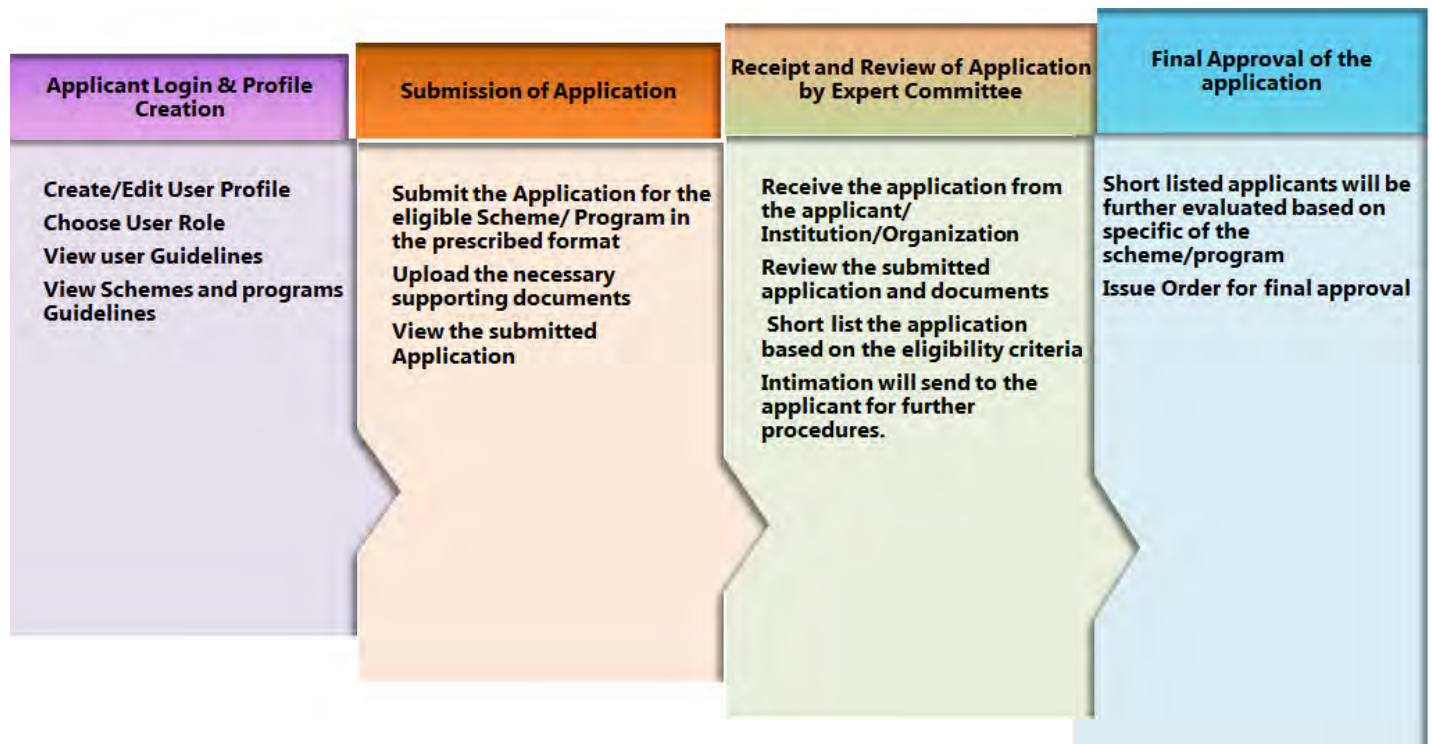 Applicant Login & Profile
Creation
Create/Edit User Profile
Choose User Role
View user Guidelines
View Schemes and programs
Guidelines
Submission of Application
Submit the Application for the
eligible Scheme/ Program in
the prescribed format
Upload the necessary
supporting documents
View the submitted
Application
Receipt and Review of Application
by Expert Committee
Receive the application from
the applicant/
Institution/Organization
Review the submitted
application and documents
Short list the application
based on the eligibility criteria
Intimation will send to the
applicant for further
procedures.
Final Approval of the
application
Short listed applicants will be
further evaluated based on
specific of the
scheme/program
Issue Order for final approval